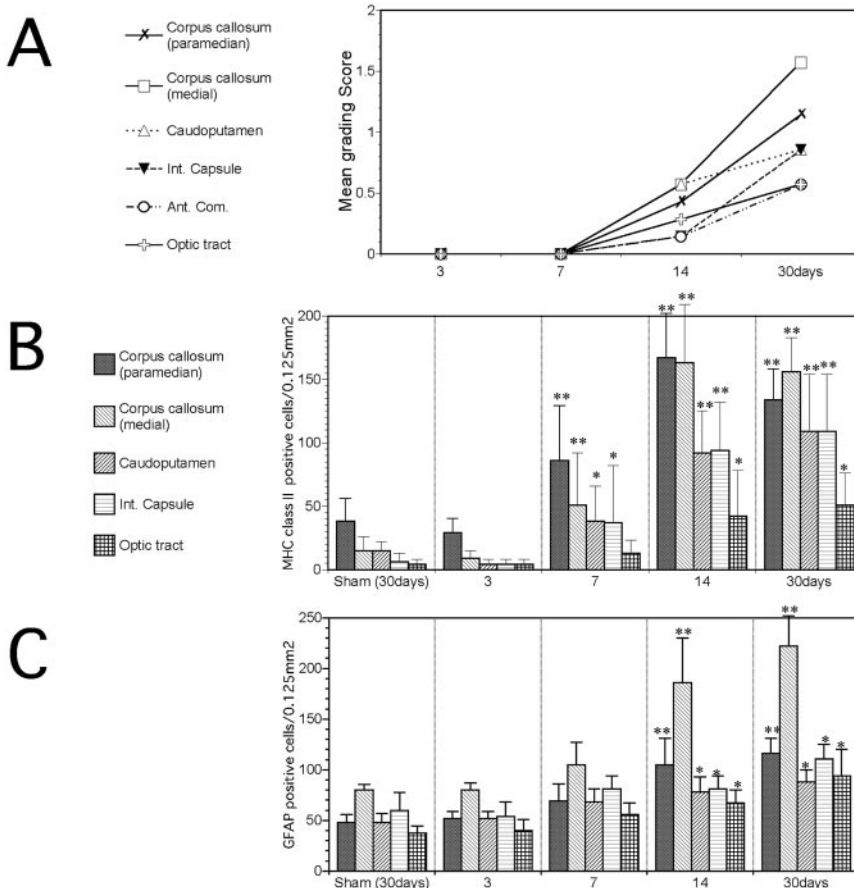 A
Corpus callosum
(paramedian)
Corpus callosum
(medial)
Caudoputamen
Int. Capsule
Ant. Com.
Optic tract
Mean grading Score
2
1.5
1
0.5
0
3 7 14 30days
B
Corpus callosum
(paramedian)
Corpus callosum
(medial)
Caudoputamen
Int. Capsule
Optic tract
MHC class II positive cells/0.125mm2
200
150
100
50
0
** ** * *
** ** ** ** *
** ** ** ** *
Sham (30days) 3 7 14 30days
C
GFAP positive cells/0.125mm2
250
200
150
100
50
0
** ** * * *
** ** * * *
Sham (30days) 3 7 14 30days